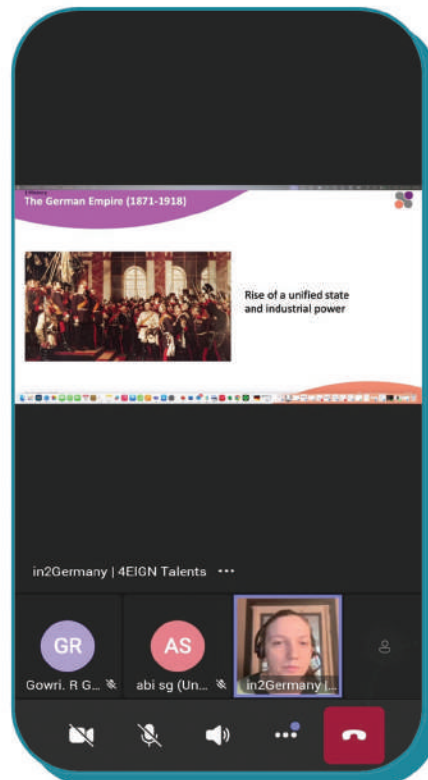 The German Empire (1871-1918)
Rise of a unified state
and industrial power
in2Germany | 4EIGN Talents
GR
AS
Gowri. R G...
abi sg (Un...
in2Germany |...